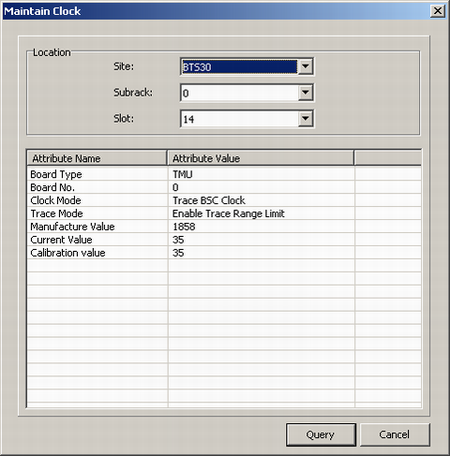 Maintain Clock
Location
Site: BTS30
Subrack: 0
Slot: 14
Attribute Name Attribute Value
Board Type TMU
Board No. 0
Clock Mode Trace BSC Clock
Trace Mode Enable Trace Range Limit
Manufacture Value 1858
Current Value 35
Calibration value 35
Query Cancel